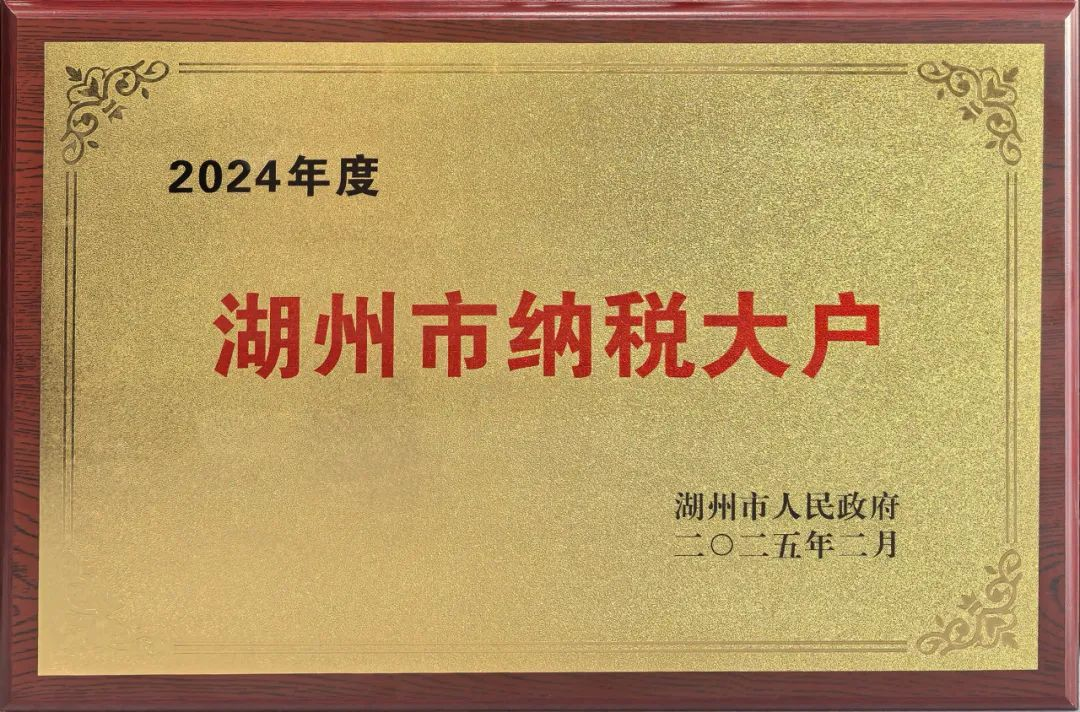 2024年度
湖州市纳税大户
湖州市人民政府
二〇二五年二月